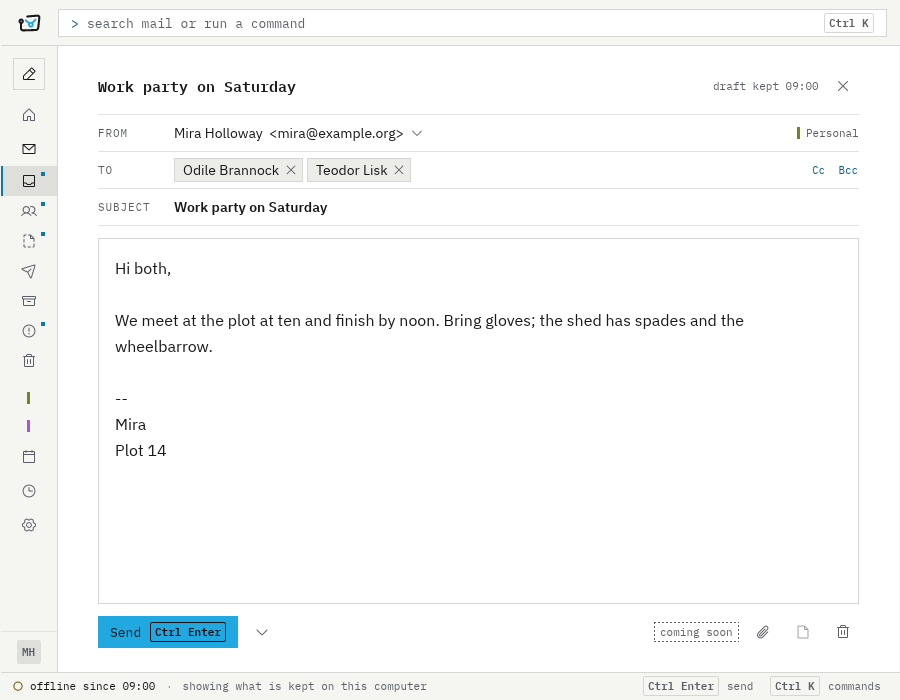 > search mail or run a command Ctrl K
Work party on Saturday draft kept 09:00
FROM Mira Holloway <mira@example.org> Personal
TO Odile Brannock Teodor Lisk Cc Bcc
SUBJECT Work party on Saturday
Hi both,
We meet at the plot at ten and finish by noon. Bring gloves; the shed has spades and the
wheelbarrow.
--
Mira
Plot 14
Send Ctrl Enter coming soon
MH
offline since 09:00 · showing what is kept on this computer Ctrl Enter send Ctrl K commands